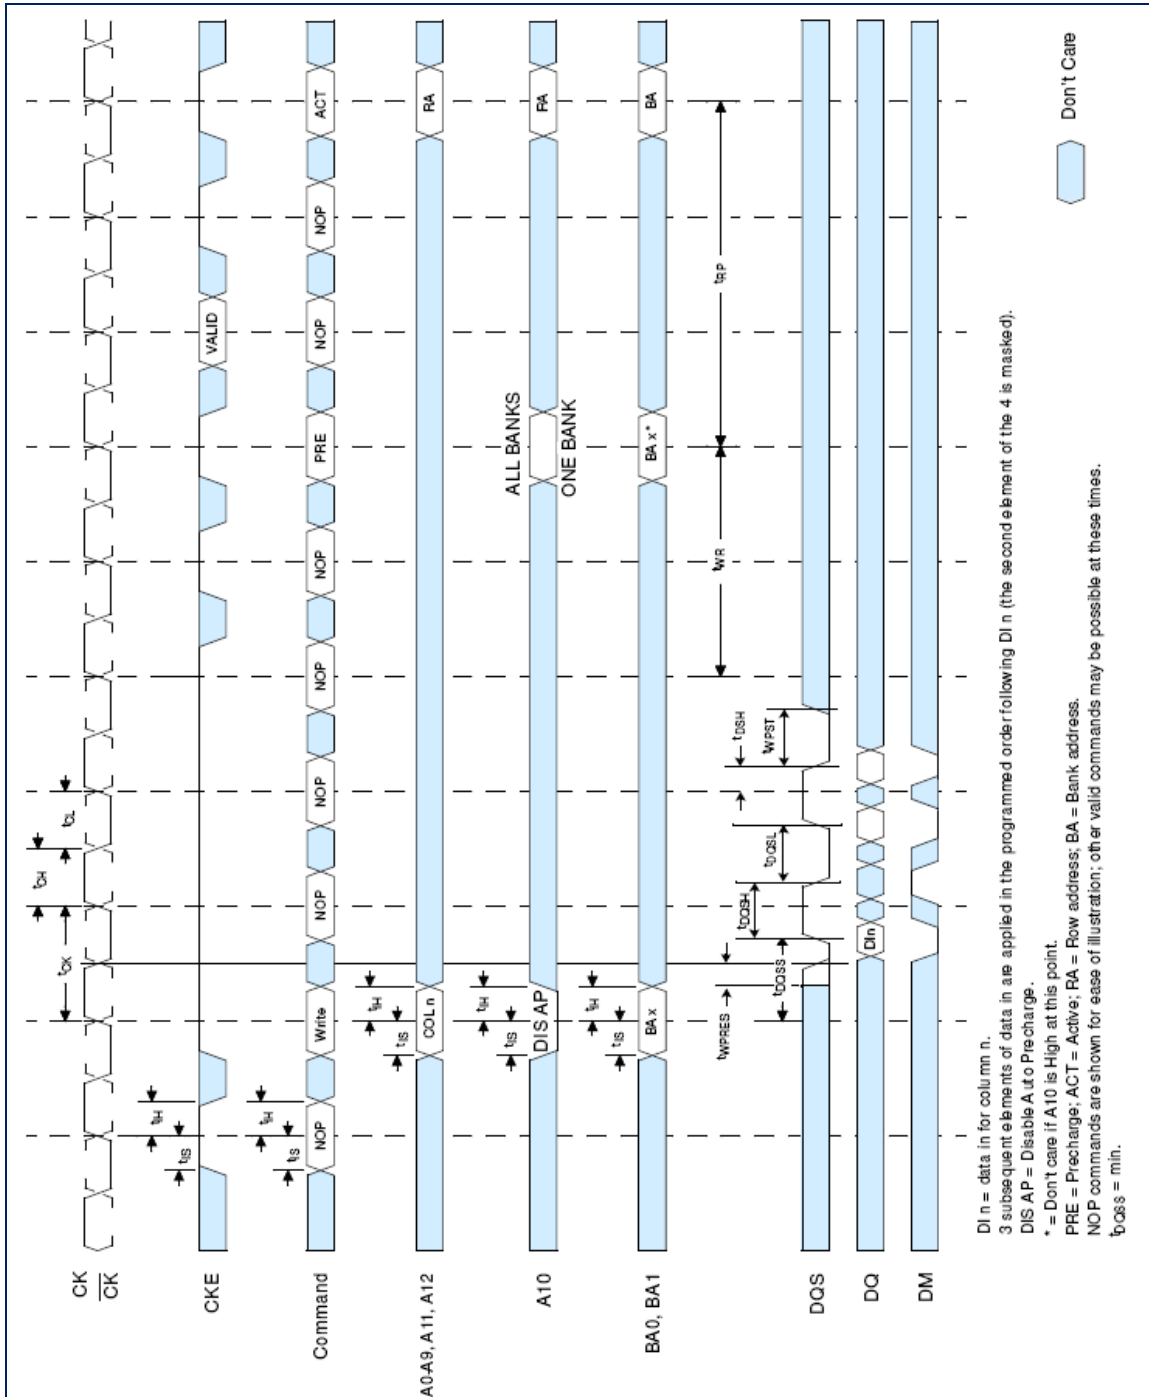 tCK tCH tCL
CK
CK
tIS tIH
CKE VALID
tIS tIH
Command NOP Write NOP NOP NOP NOP PRE NOP NOP ACT
tIS tIH
A0-A9, A11, A12 COL n RA
tIS tIH ALL BANKS
A10 DIS AP RA
ONE BANK
tIS tIH
BA0, BA1 BA x BA x* BA
tWPRES tDQSS tDQSH tDQSL tWPST tDSH tWR tRP
DQS
DQ DIn
DM
DI n = data in for column n.
3 subsequent elements of data in are applied in the programmed order following DI n (the second element of the 4 is masked).
DIS AP = Disable Auto Precharge.
* = Don't care if A10 is High at this point.
PRE = Precharge; ACT = Active; RA = Row address; BA = Bank address.
NOP commands are shown for ease of illustration; other valid commands may be possible at these times.
tDQSS = min.
Don't Care